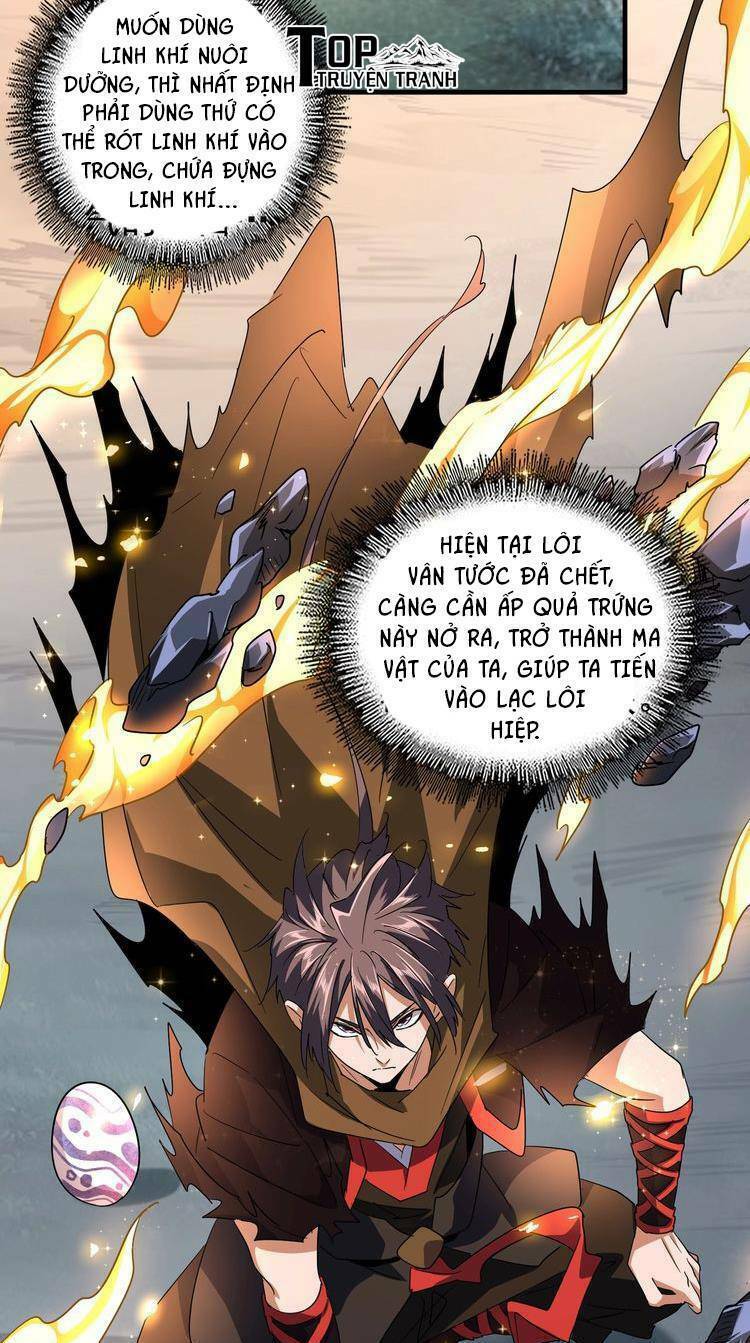 MUỐN DÙNG
LINH KHÍ NUÔI
DƯỠNG, THÌ NHẤT ĐỊNH
PHẢI DÙNG THỨ CÓ
THỂ RÓT LINH KHÍ VÀO
TRONG, CHỨA ĐỰNG
LINH KHÍ...
TOP
TRUYỆN TRANH
HIỆN TẠI LÔI
VÂN TƯỚC ĐÃ CHẾT,
CÀNG CẦN ẤP QUẢ TRỨNG
NÀY NỞ RA, TRỞ THÀNH MA
VẬT CỦA TA, GIÚP TA TIẾN
VÀO LẠC LÔI
HIỆP.